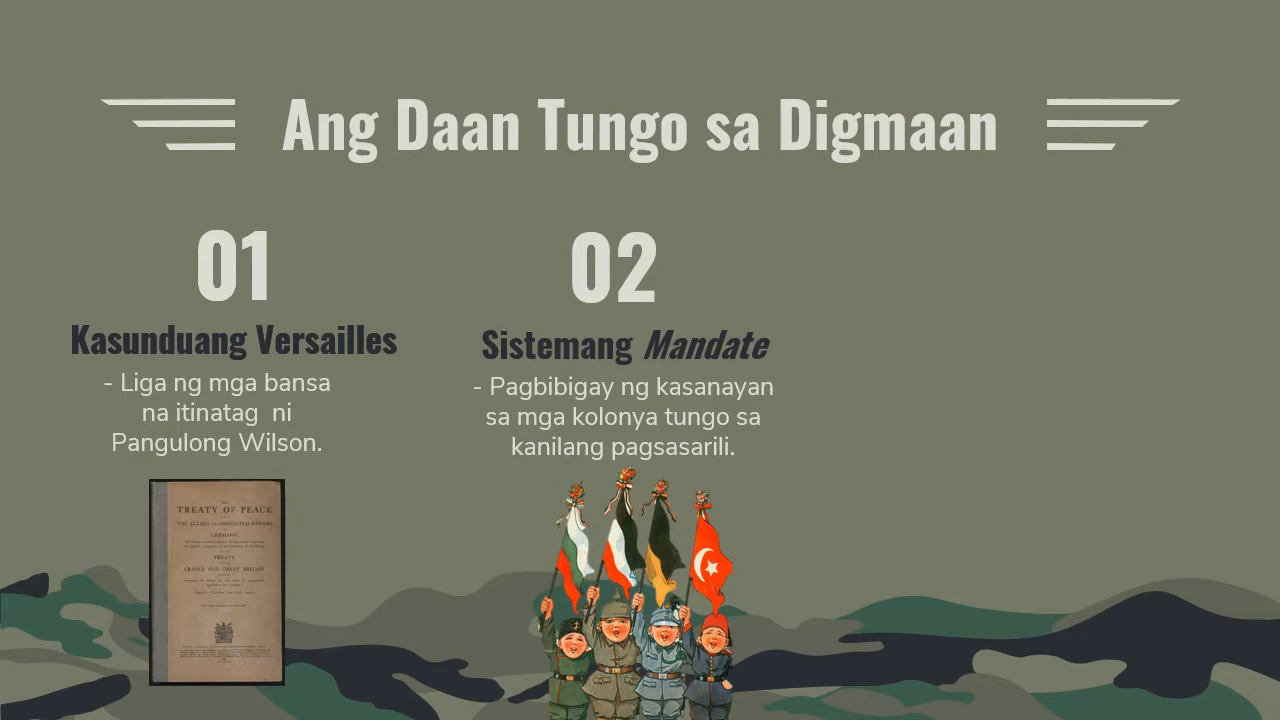 Ang Daan Tungo sa Digmaan
01
Kasunduang Versailles
- Liga ng mga bansa
na itinatag ni
Pangulong Wilson.
02
Sistemang Mandate
- Pagbibigay ng kasanayan
sa mga kolonya tungo sa
kanilang pagsasarili.
THE
TREATY OF PEACE
THE ALLIED AND ASSOCIATED POWERS
GERMANY,
TREATY
FRANCE AND GREAT BRITAIN